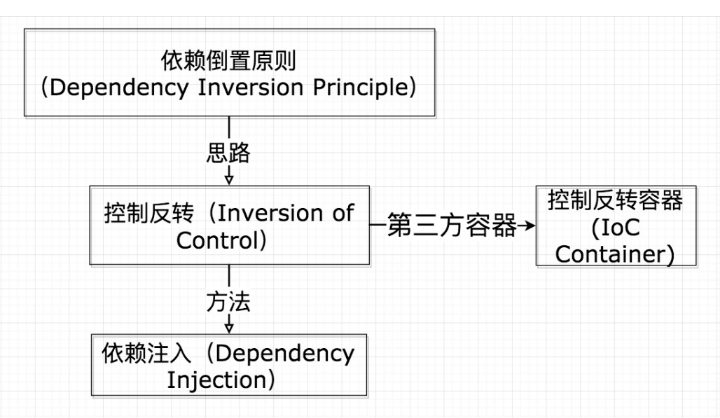 依赖倒置原则
（Dependency Inversion Principle）
思路
控制反转（Inversion of
Control）
第三方容器
控制反转容器
(IoC
Container)
方法
依赖注入（Dependency
Injection）